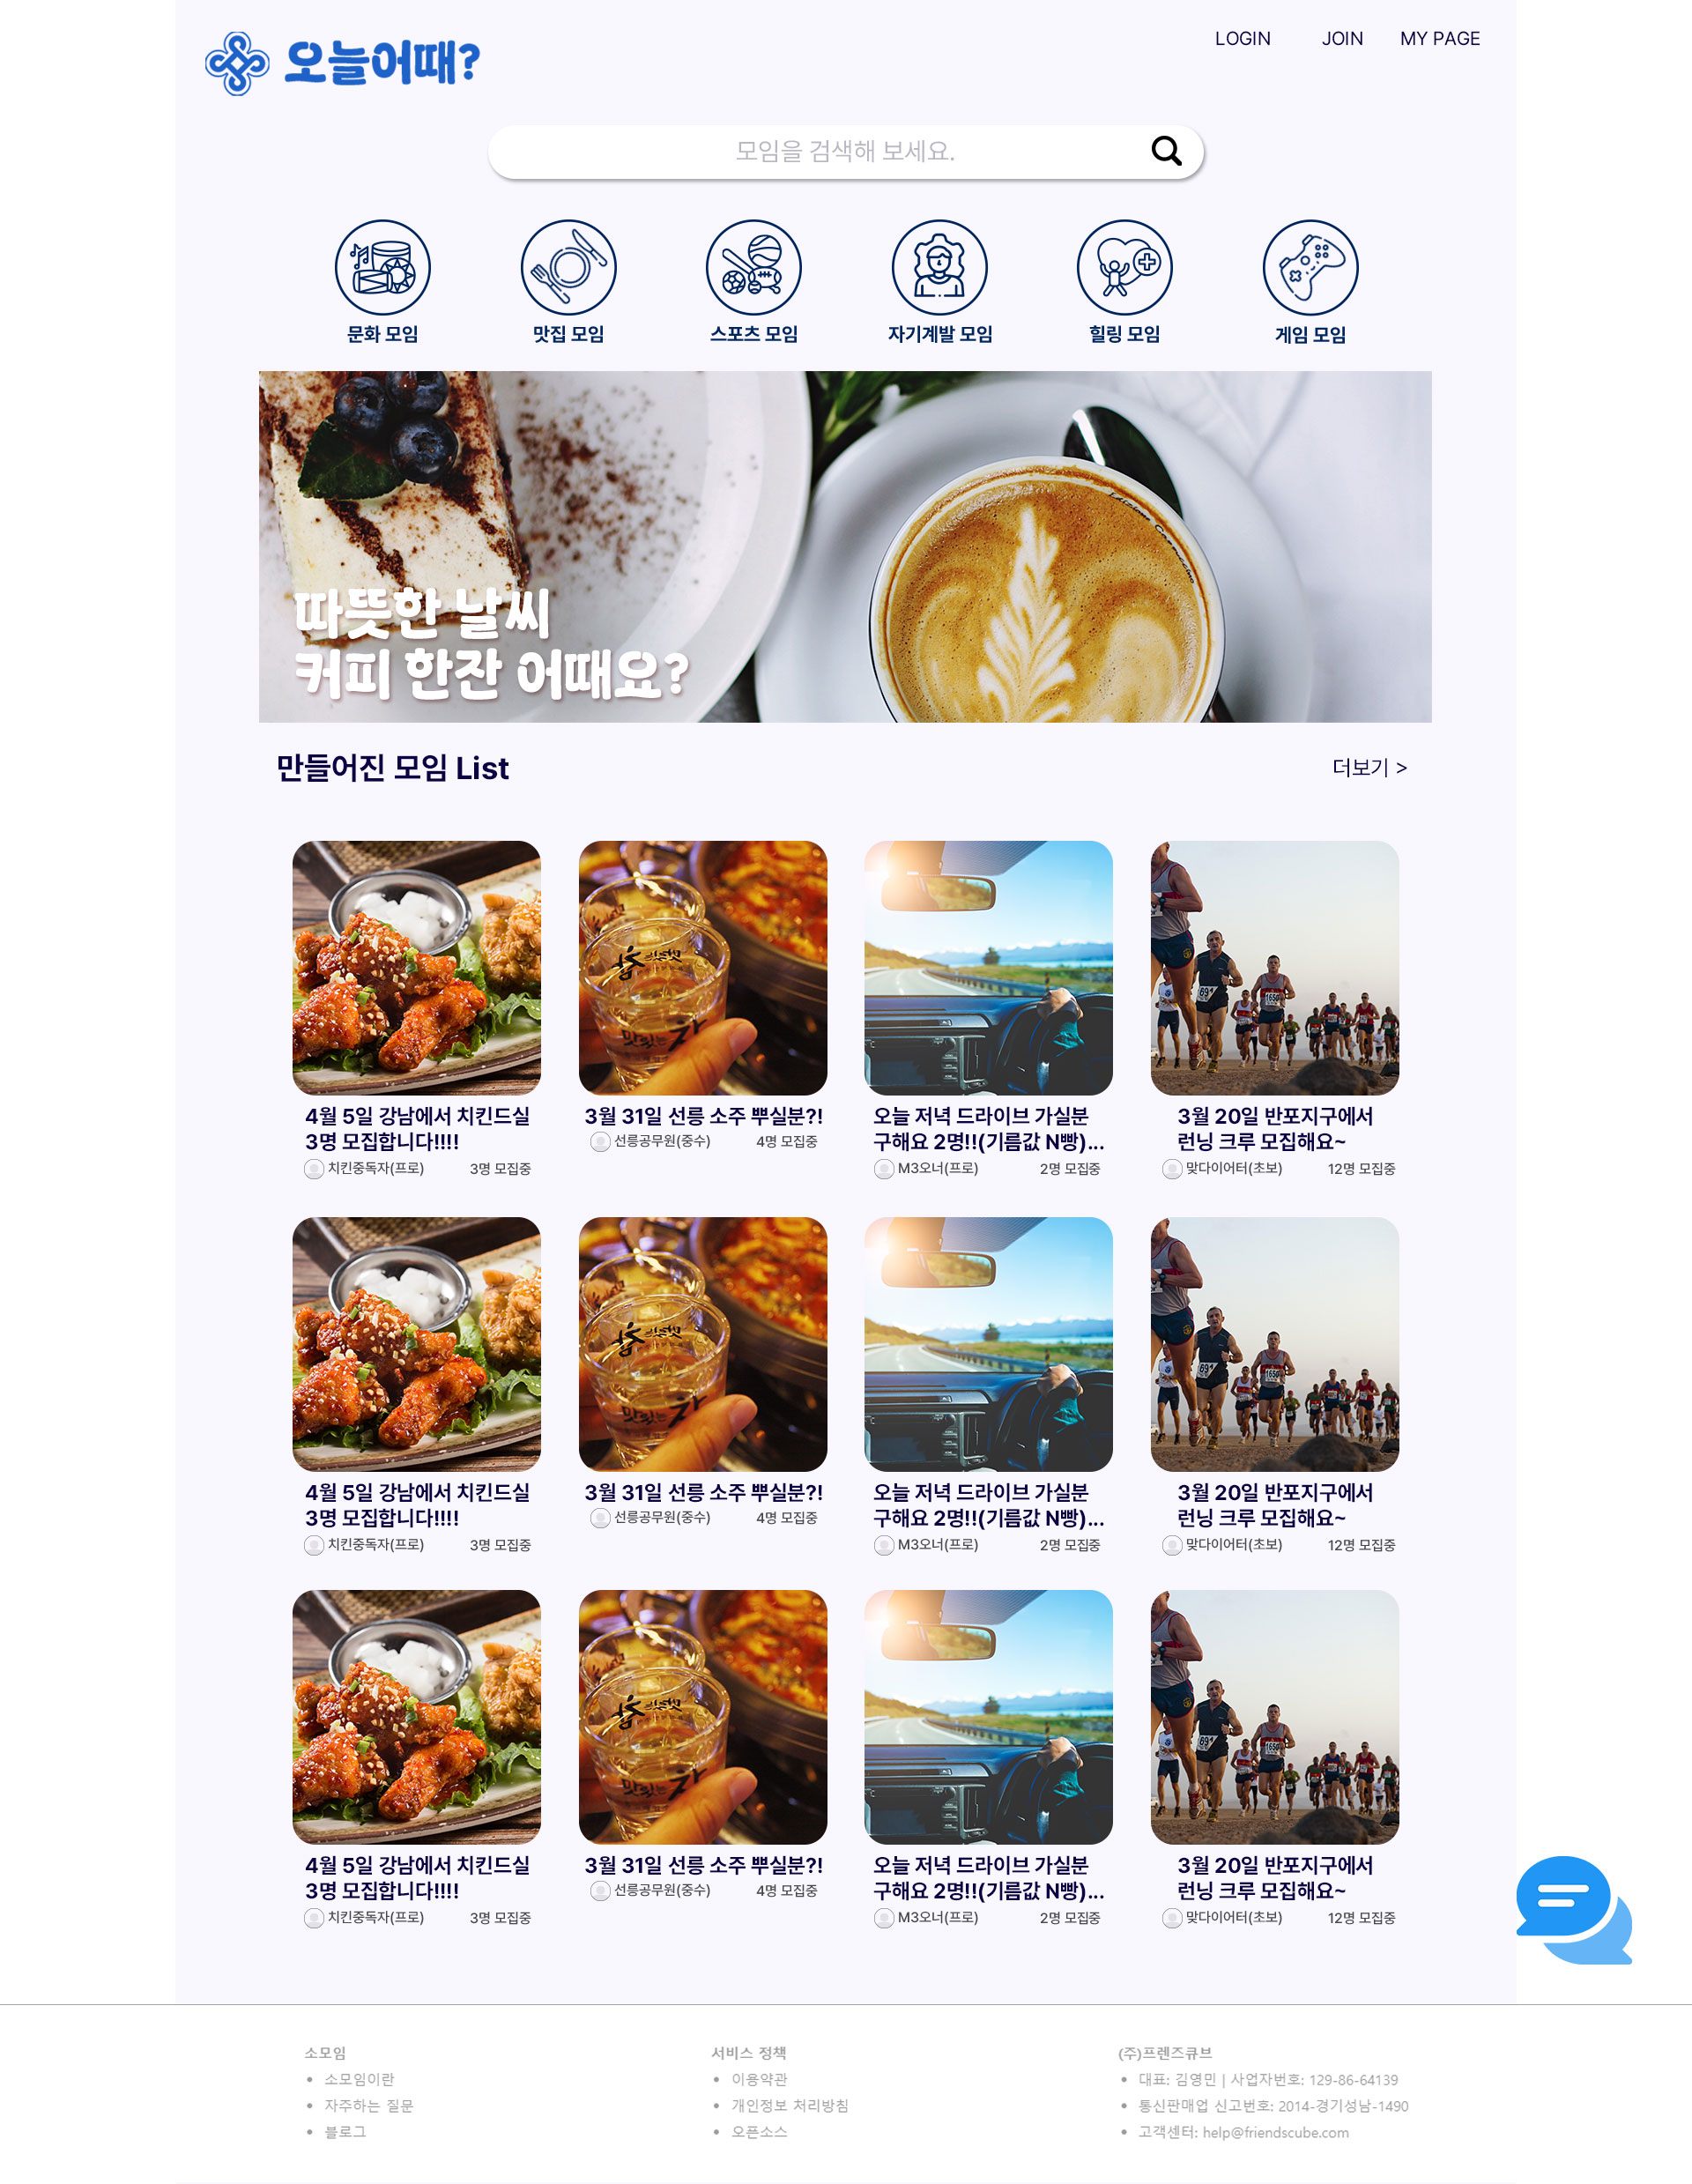 오늘어때?
LOGIN JOIN MY PAGE
모임을 검색해 보세요.
문화 모임 맛집 모임 스포츠 모임 자기계발 모임 힐링 모임 게임 모임
따뜻한 날씨
커피 한잔 어때요?
만들어진 모임 List 더보기 >
4월 5일 강남에서 치킨드실
3명 모집합니다!!!!
치킨중독자(프로) 3명 모집중
3월 31일 선릉 소주 뿌실분?!
선릉공무원(중수) 4명 모집중
오늘 저녁 드라이브 가실분
구해요 2명!!(기름값 N빵)...
M3오너(프로) 2명 모집중
3월 20일 반포지구에서
런닝 크루 모집해요~
맞다이어터(초보) 12명 모집중
4월 5일 강남에서 치킨드실
3명 모집합니다!!!!
치킨중독자(프로) 3명 모집중
3월 31일 선릉 소주 뿌실분?!
선릉공무원(중수) 4명 모집중
오늘 저녁 드라이브 가실분
구해요 2명!!(기름값 N빵)...
M3오너(프로) 2명 모집중
3월 20일 반포지구에서
런닝 크루 모집해요~
맞다이어터(초보) 12명 모집중
4월 5일 강남에서 치킨드실
3명 모집합니다!!!!
치킨중독자(프로) 3명 모집중
3월 31일 선릉 소주 뿌실분?!
선릉공무원(중수) 4명 모집중
오늘 저녁 드라이브 가실분
구해요 2명!!(기름값 N빵)...
M3오너(프로) 2명 모집중
3월 20일 반포지구에서
런닝 크루 모집해요~
맞다이어터(초보) 12명 모집중
소모임
• 소모임이란
• 자주하는 질문
• 블로그
서비스 정책
• 이용약관
• 개인정보 처리방침
• 오픈소스
(주)프렌즈큐브
• 대표: 김영민 | 사업자번호: 129-86-64139
• 통신판매업 신고번호: 2014-경기성남-1490
• 고객센터: help@friendscube.com